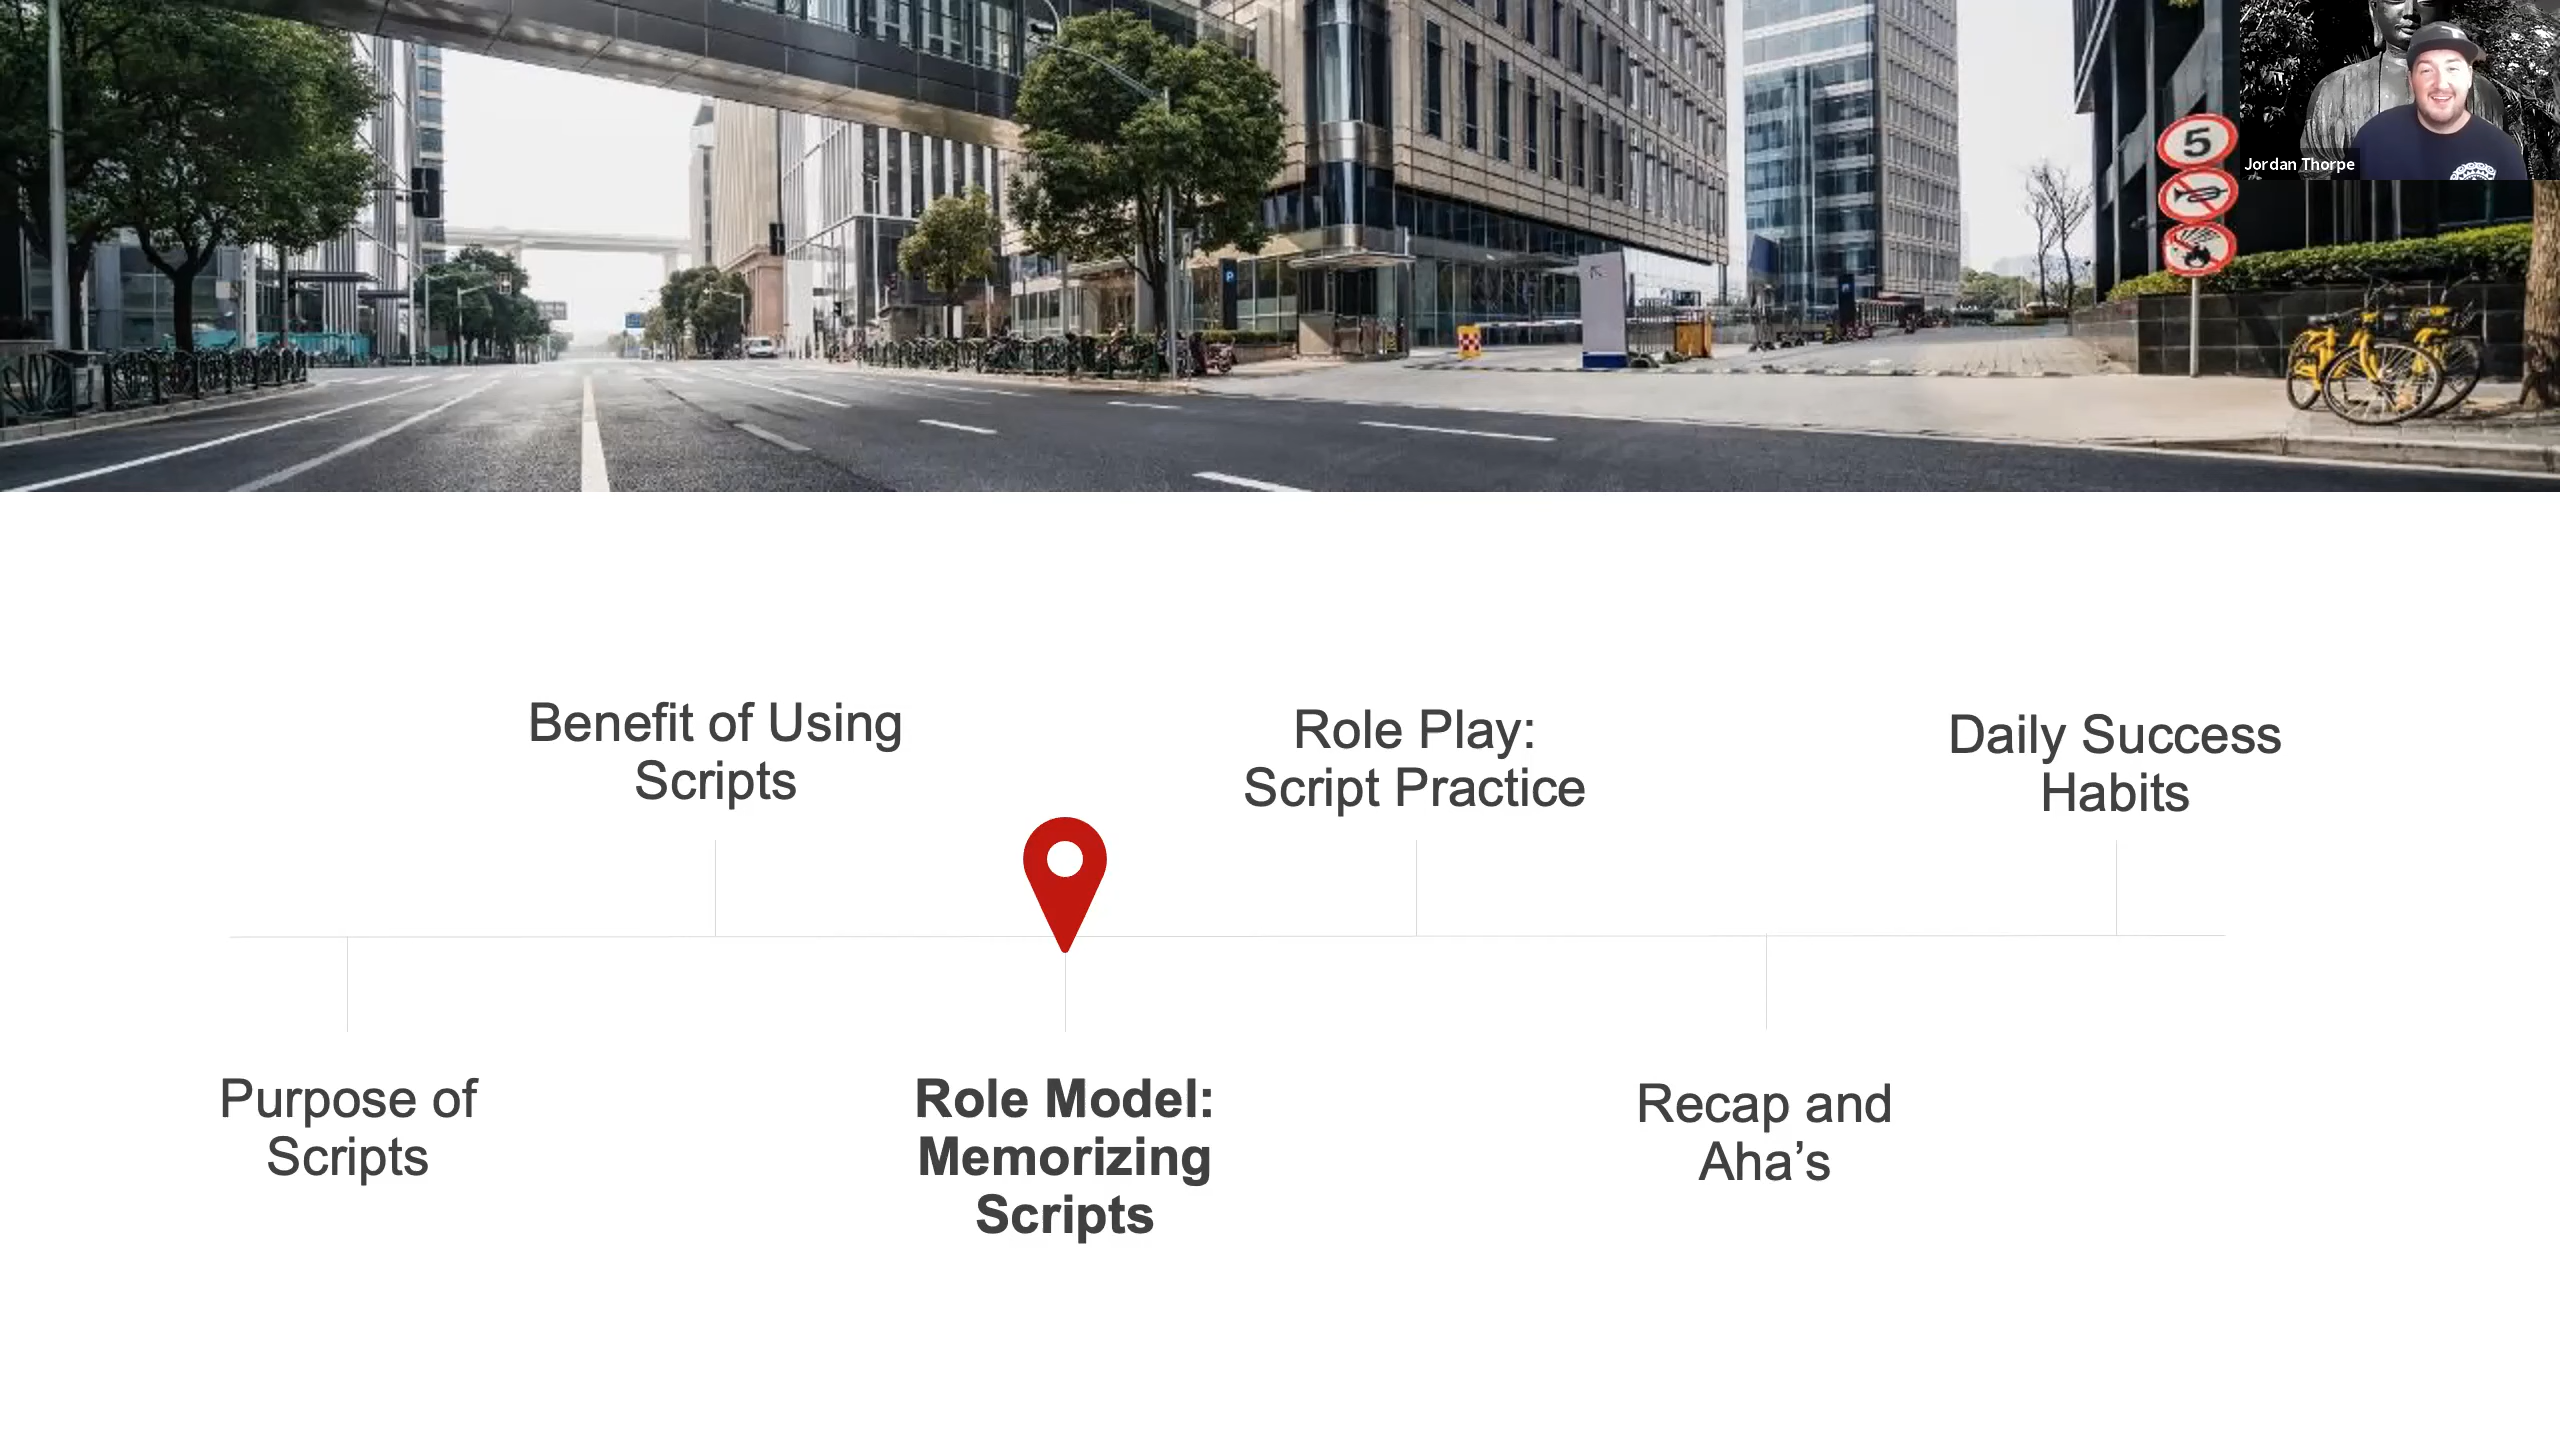 5
Jordan Thorpe
P
Benefit of Using
Scripts
Role Play:
Script Practice
Daily Success
Habits
Purpose of
Scripts
Role Model:
Memorizing
Scripts
Recap and
Aha’s